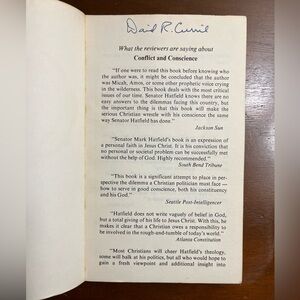 What the reviewers are saying about
Conflict and Conscience
"If one were to read this book before knowing who
the author was, it might be concluded that the author
was Micah, Amos, or some other prophetic voice crying
in the wilderness. This book deals with the most critical
issues of our time. Senator Hatfield knows there are no
easy answers to the dilemmas facing this country, but
the important thing is that this book will make the
serious Christian wrestle with his conscience the same
way Senator Hatfield has done."
Jackson Sun
"Senator Mark Hatfield's book is an expression of
a personal faith in Jesus Christ. It is his conviction that
no personal or societal problem can be successfully met
without the help of God. Highly recommended."
South Bend Tribune
"This book is a significant attempt to place in per-
spective the dilemma a Christian politician must face —
how to serve in good conscience, both his constituency
and his God."
Seattle Post-Intelligencer
"Hatfield does not write vaguely of belief in God,
but a total giving of his life to Jesus Christ. With this, he
makes it clear that a Christian owes a responsibility to
be involved in the rough-and-tumble of today's world."
Atlanta Constitution
"Most Christians will cheer Hatfield's theology,
some will balk at his politics, but all who would hope to
gain a fresh viewpoint and additional insight into